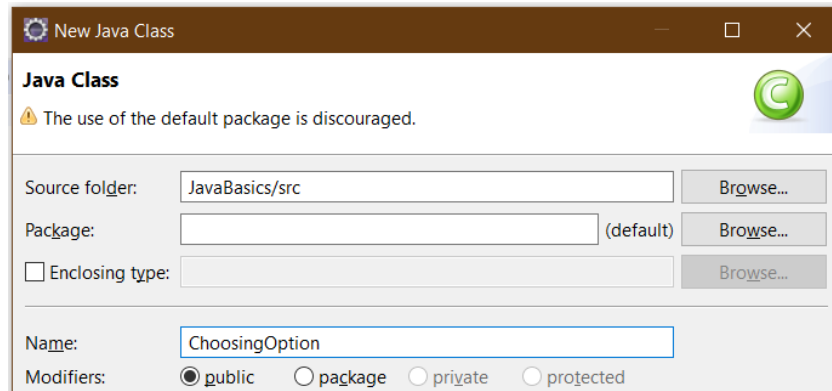 New Java Class
Java Class
The use of the default package is discouraged.
Source folder: JavaBasics/src Browse...
Package: (default) Browse...
Enclosing type: Browse...
Name: ChoosingOption
Modifiers: public package private protected